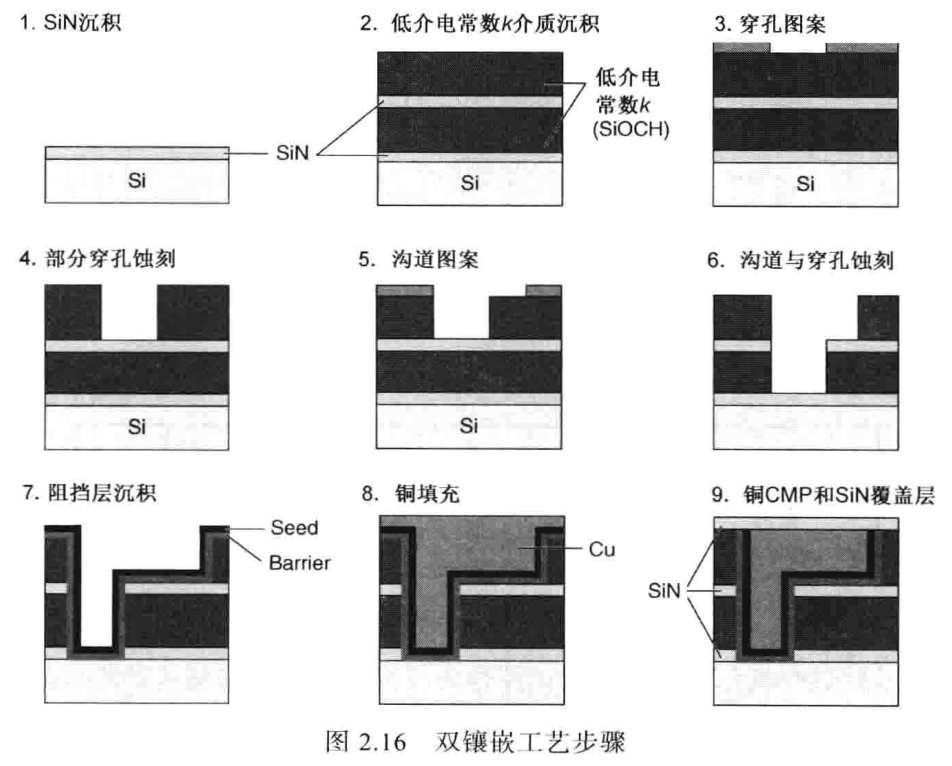 1. SiN沉积
2. 低介电常数k介质沉积
3. 穿孔图案
低介电
常数k
(SiOCH)
SiN
Si
Si
Si
4. 部分穿孔蚀刻
5. 沟道图案
6. 沟道与穿孔蚀刻
Si
Si
7. 阻挡层沉积
8. 铜填充
9. 铜CMP和SiN覆盖层
Seed
Barrier
Cu
SiN
图 2.16 双镶嵌工艺步骤